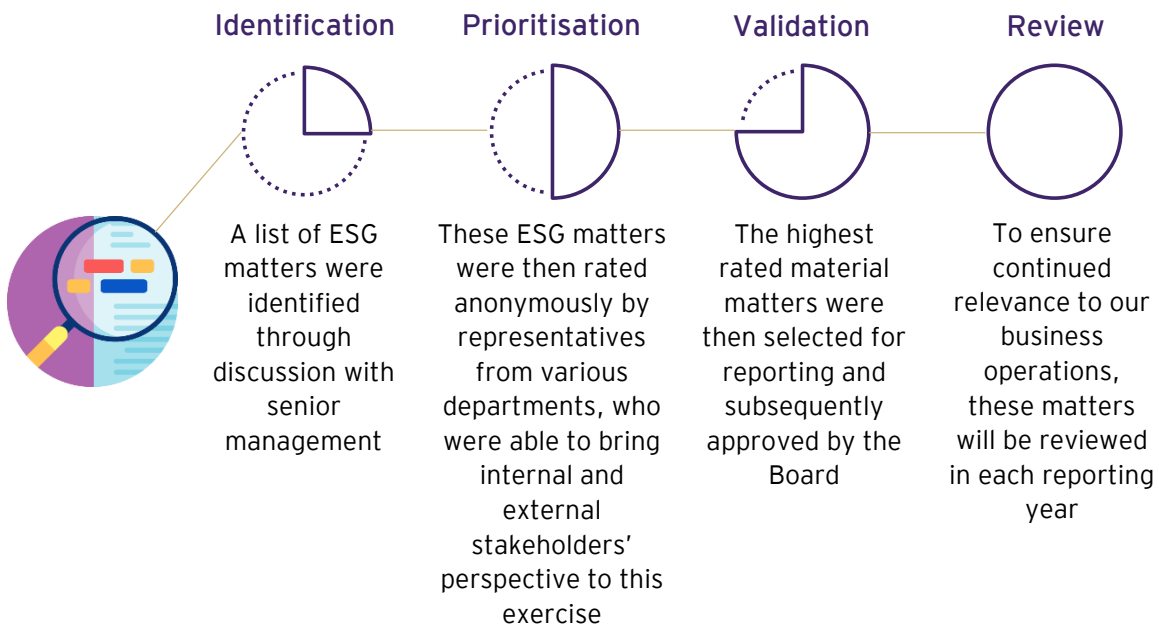 Identification
A list of ESG
matters were
identified
through
discussion with
senior
management
Prioritisation
These ESG matters
were then rated
anonymously by
representatives
from various
departments, who
were able to bring
internal and
external
stakeholders’
perspective to this
exercise
Validation
The highest
rated material
matters were
then selected for
reporting and
subsequently
approved by the
Board
Review
To ensure
continued
relevance to our
business
operations,
these matters
will be reviewed
in each reporting
year